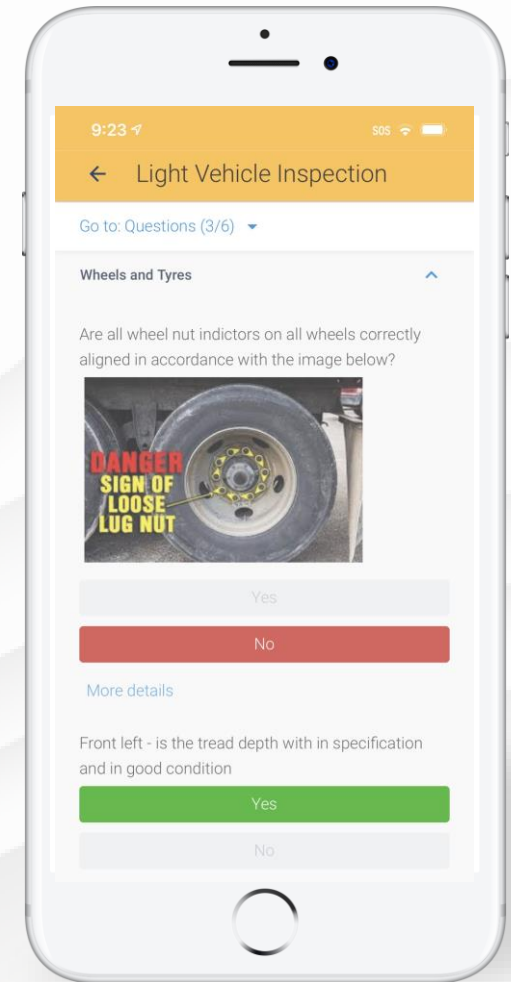 9:23
SOS
Light Vehicle Inspection
Go to: Questions (3/6)
Wheels and Tyres
Are all wheel nut indictors on all wheels correctly
aligned in accordance with the image below?
DANGER
SIGN OF
LOOSE
LUG NUT
Yes
No
More details
Front left - is the tread depth with in specification
and in good condition
Yes
No